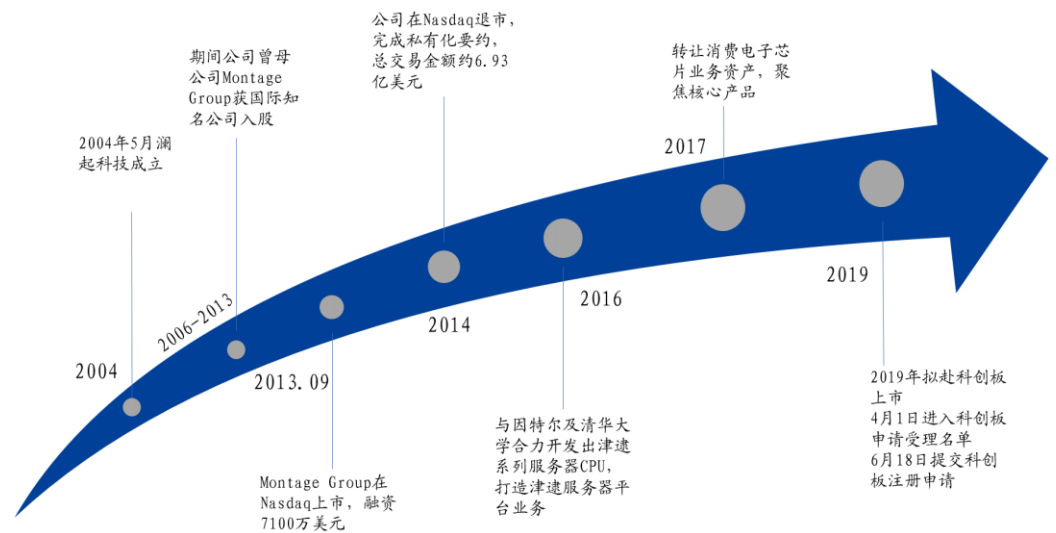 2004年5月澜
起科技成立
2004
期间公司曾母
公司Montage
Group获国际知
名公司入股
2006-2013
2013.09
Montage Group在
Nasdaq上市，融资
7100万美元
公司在Nasdaq退市，
完成私有化要约，
总交易金额约6.93
亿美元
2014
2016
与因特尔及清华大
学合力开发出津逮
系列服务器CPU，
打造津逮服务器平
台业务
转让消费电子芯
片业务资产，聚
焦核心产品
2017
2019
2019年拟赴科创板
上市
4月1日进入科创板
申请受理名单
6月18日提交科创
板注册申请